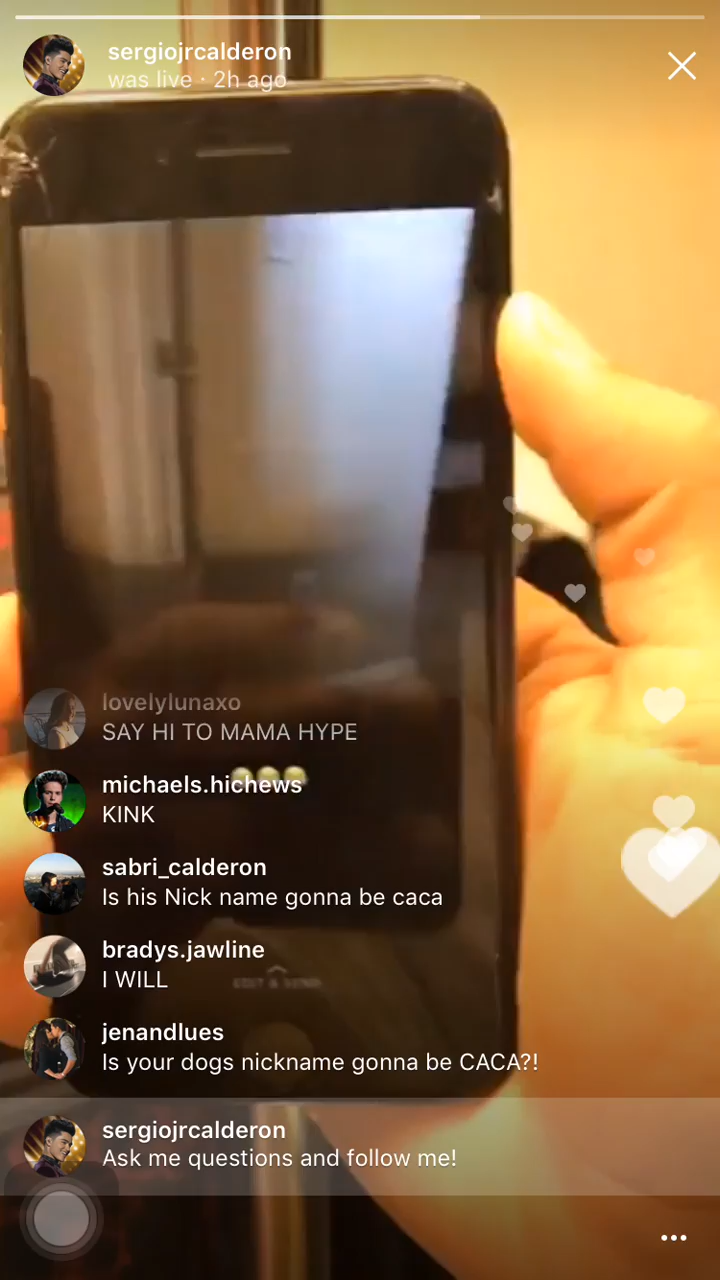 sergiojrcalderon
was live · 2h ago
lovelylunaxo
SAY HI TO MAMA HYPE
michaels.hichews
KINK
sabri_calderon
Is his Nick name gonna be caca
bradys.jawline
I WILL
EDIT & SEND
jenandlues
Is your dogs nickname gonna be CACA?!
sergiojrcalderon
Ask me questions and follow me!